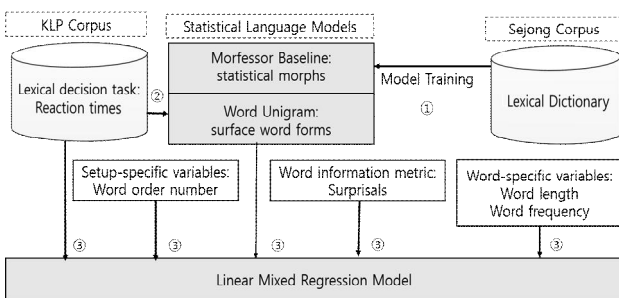 KLP Corpus
Statistical Language Models
Sejong Corpus
Lexical decision task:
Reaction times
②
Morfessor Baseline:
statistical morphs
Word Unigram:
surface word forms
Model Training
①
Lexical Dictionary
Setup-specific variables:
Word order number
Word information metric:
Surprisals
Word-specific variables:
Word length
Word frequency
③
③
③
③
③
Linear Mixed Regression Model